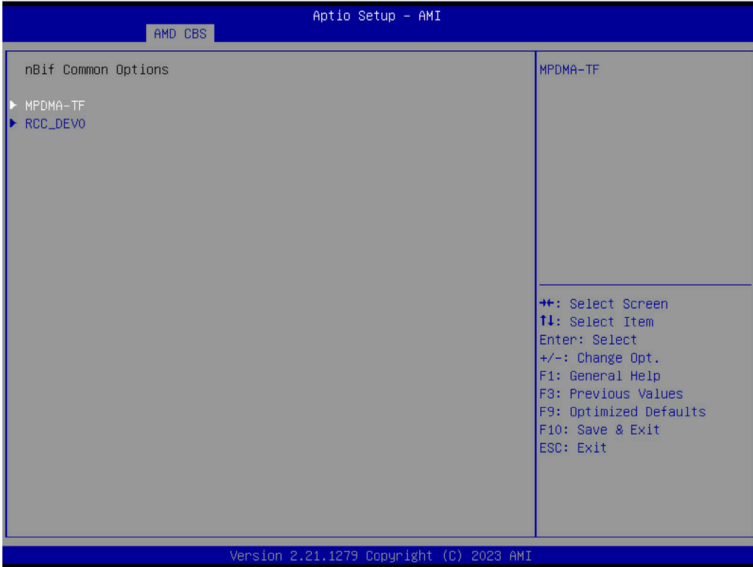 Aptio Setup – AMI
AMD CBS
nBif Common Options
MPDMA-TF
RCC_DEV0
MPDMA-TF
→←: Select Screen
↑↓: Select Item
Enter: Select
+/-: Change Opt.
F1: General Help
F3: Previous Values
F9: Optimized Defaults
F10: Save & Exit
ESC: Exit
Version 2.21.1279 Copyright (C) 2023 AMI